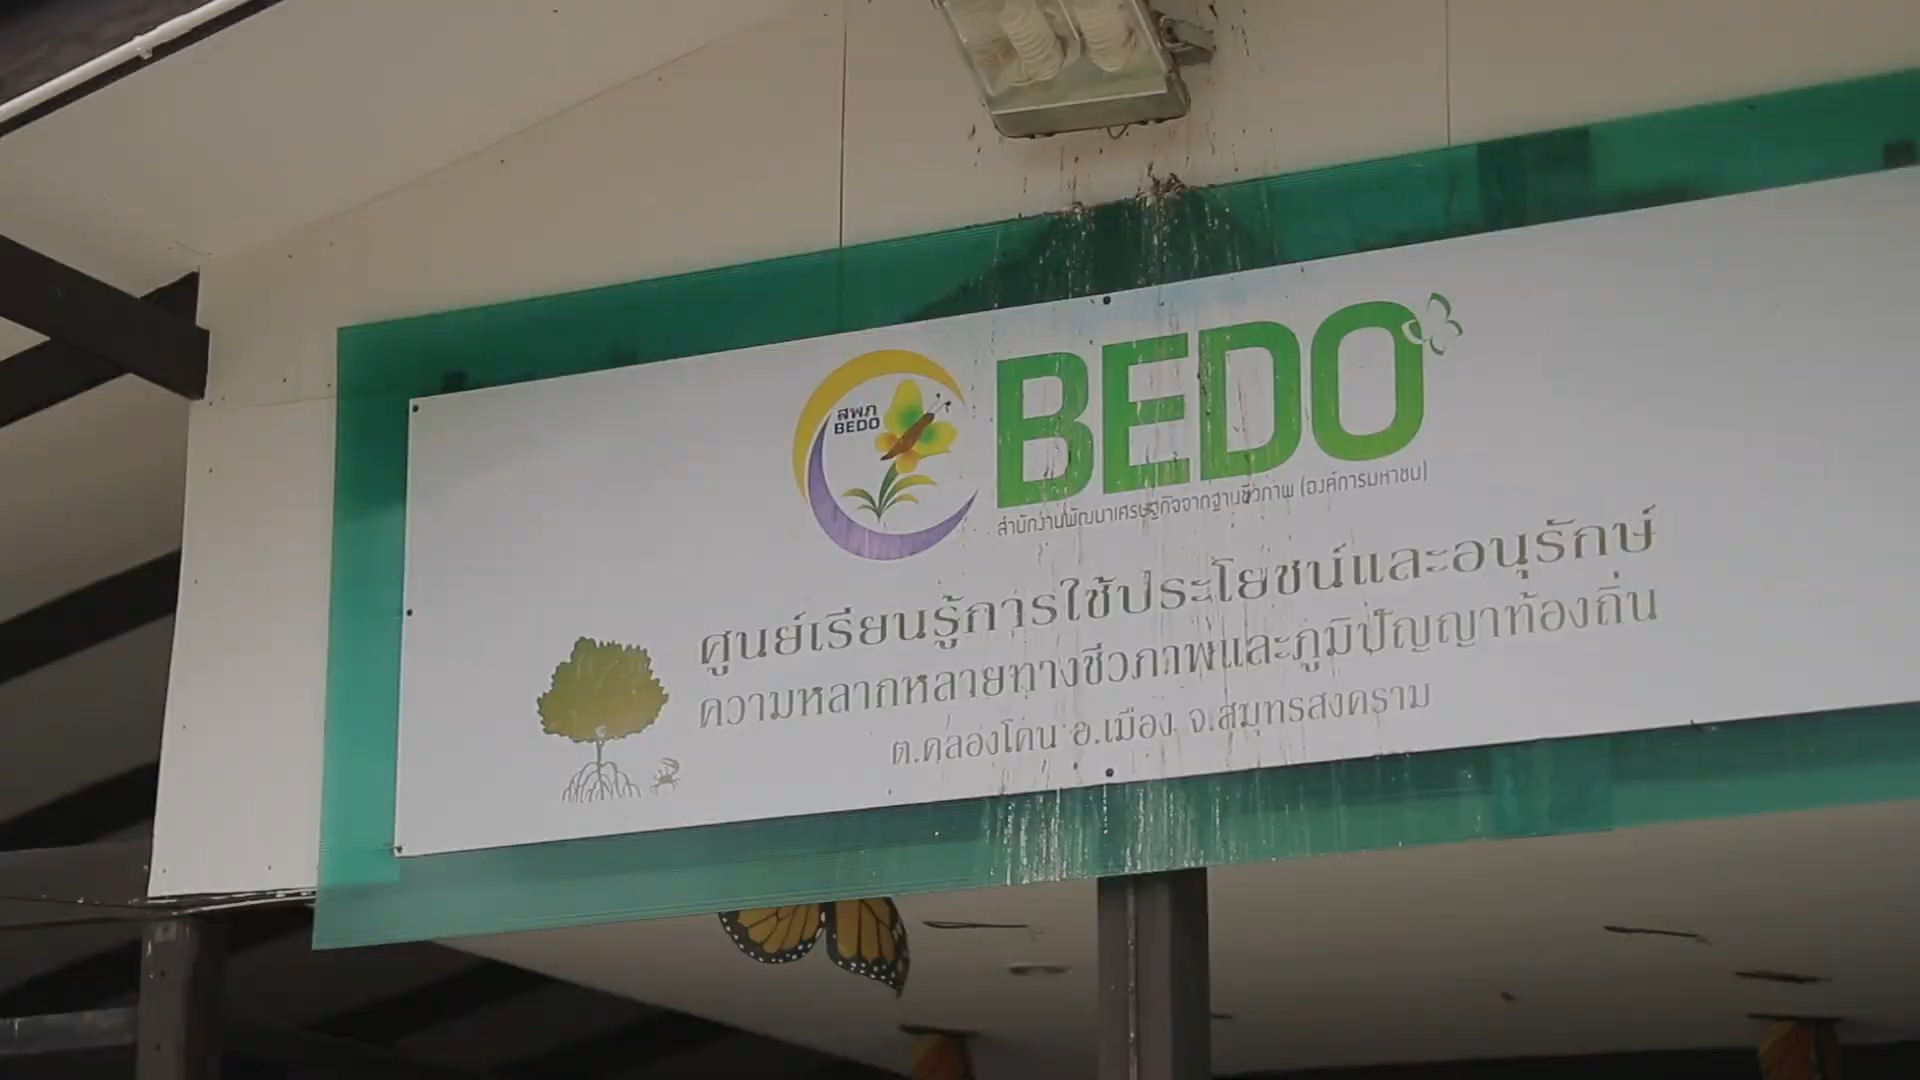 สพภ
BEDO
BEDO
สำนักงานพัฒนาเศรษฐกิจจากฐานชีวภาพ (องค์การมหาชน)
ศูนย์เรียนรู้การใช้ประโยชน์และอนุรักษ์
ความหลากหลายทางชีวภาพและภูมิปัญญาท้องถิ่น
ต.คลองโคน อ.เมือง จ.สมุทรสงคราม